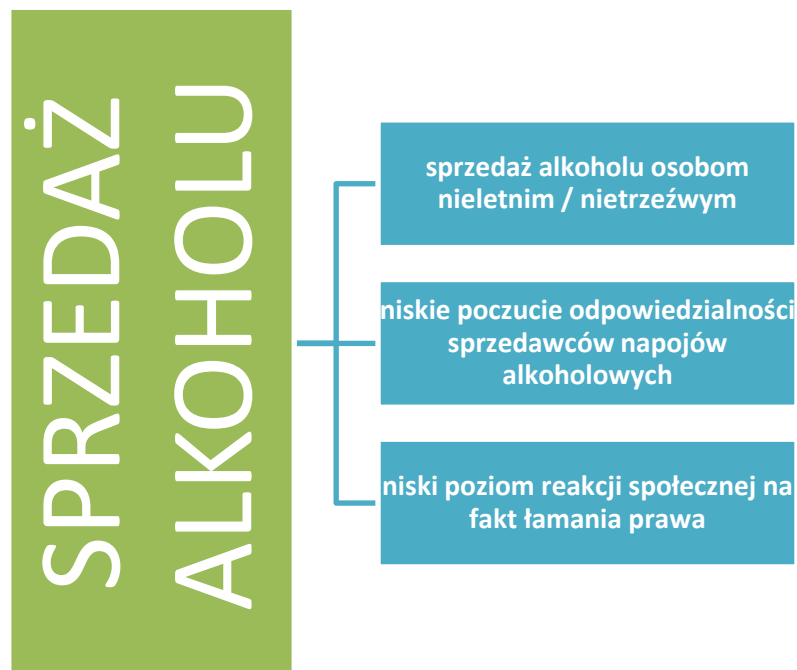 SPRZEDAŻ
ALKOHOLU
sprzedaż alkoholu osobom
nieletnim / nietrzeźwym
niskie poczucie odpowiedzialności
sprzedawców napojów
alkoholowych
niski poziom reakcji społecznej na
fakt łamania prawa